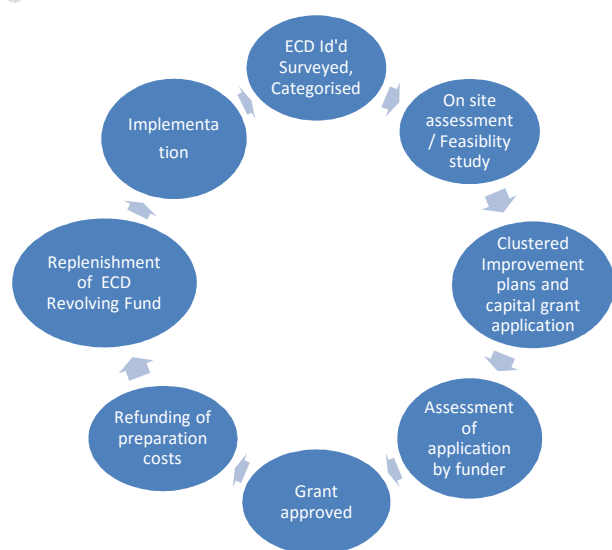 ECD Id'd
Surveyed,
Categorised
On site
assessment
/ Feasiblity
study
Clustered
Improvement
plans and
capital grant
application
Assessment
of
application
by funder
Grant
approved
Refunding of
preparation
costs
Replenishment
of ECD
Revolving Fund
Implementa
tion